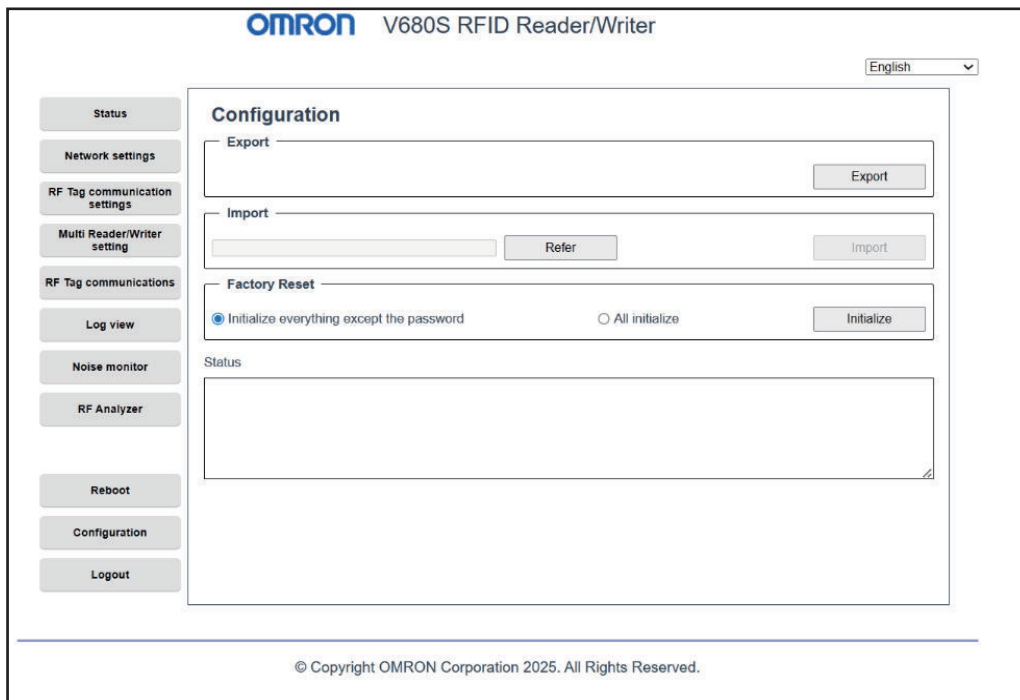 OMRON V680S RFID Reader/Writer
English
Status
Network settings
RF Tag communication
settings
Multi Reader/Writer
setting
RF Tag communications
Log view
Noise monitor
RF Analyzer
Reboot
Configuration
Logout
Configuration
Export
Export
Import
Refer
Import
Factory Reset
Initialize everything except the password
All initialize
Initialize
Status
© Copyright OMRON Corporation 2025. All Rights Reserved.